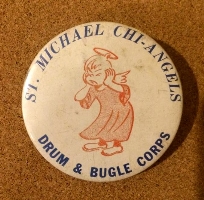 ST. MICHAEL CHI-ANGELS
DRUM & BUGLE CORPS